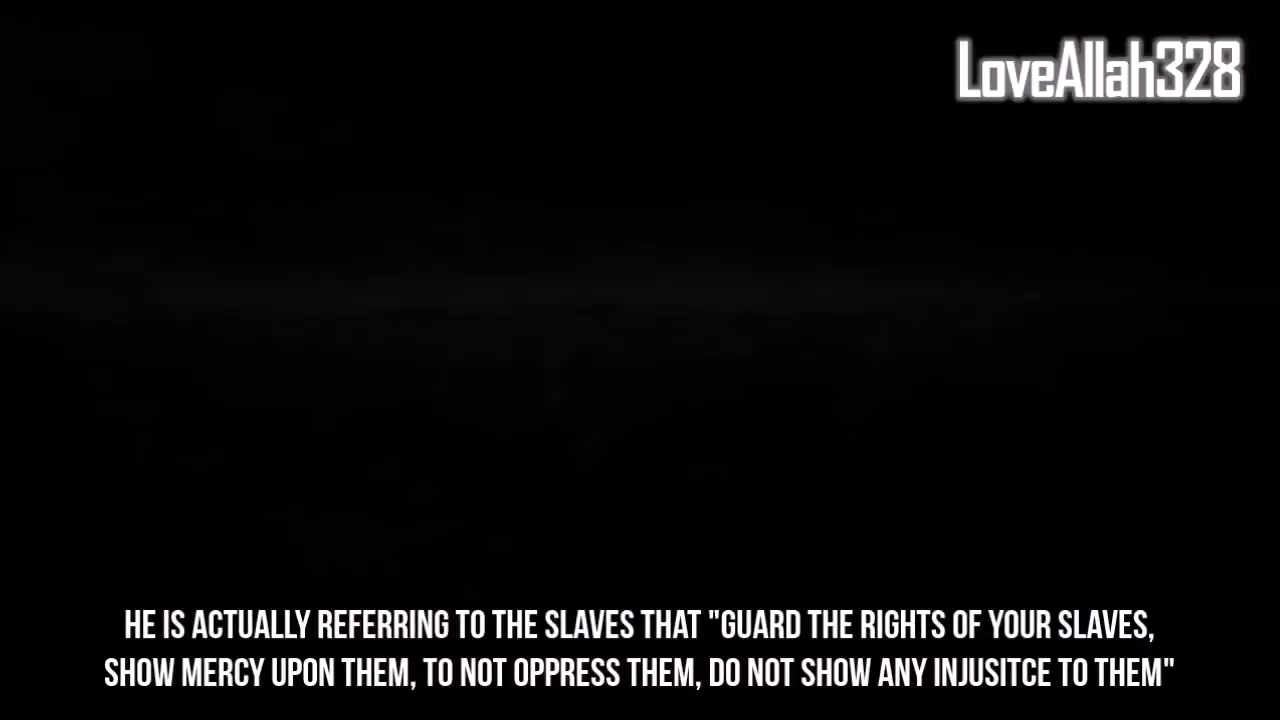 LoveAllah328
HE IS ACTUALLY REFERRING TO THE SLAVES THAT "GUARD THE RIGHTS OF YOUR SLAVES,
SHOW MERCY UPON THEM, TO NOT OPPRESS THEM, DO NOT SHOW ANY INJUSITCE TO THEM"